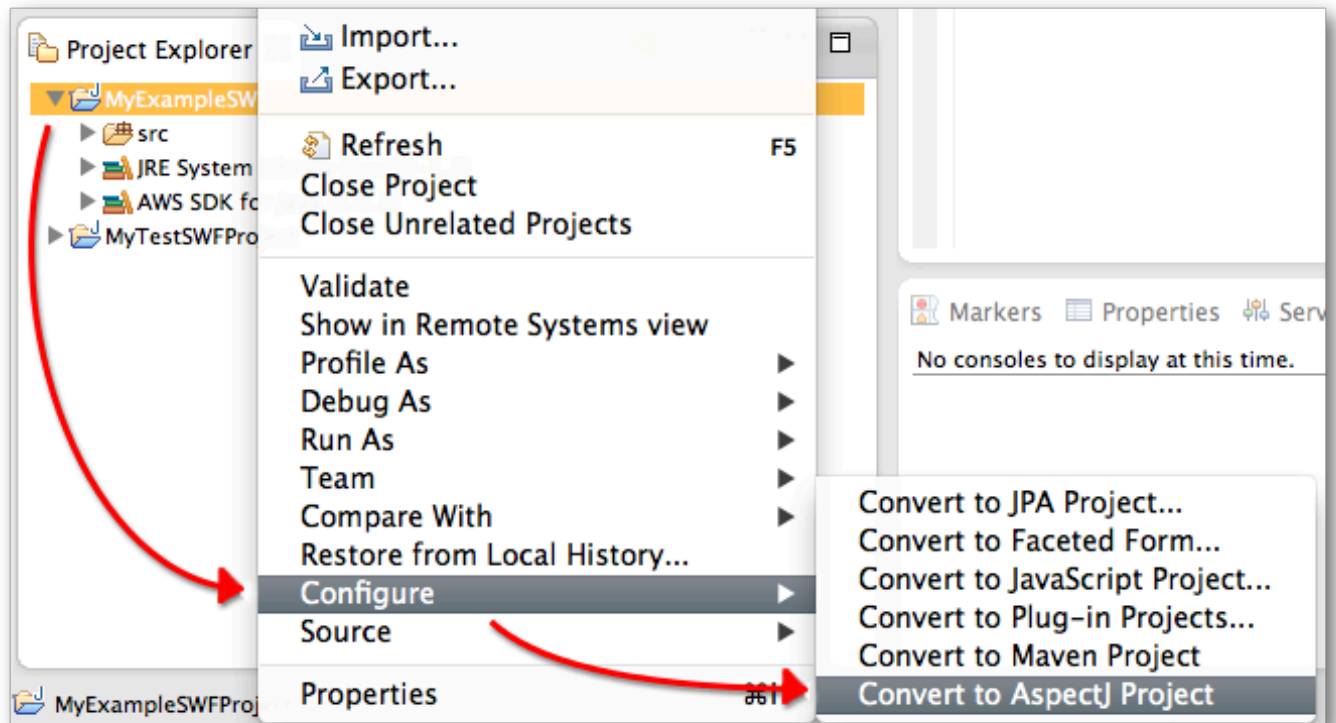 Project Explorer
MyExampleSW
src
JRE System
AWS SDK fo
MyTestSWFPro
Import...
Export...
Refresh F5
Close Project
Close Unrelated Projects
Validate
Show in Remote Systems view
Profile As
Debug As
Run As
Team
Compare With
Restore from Local History...
Configure
Source
Properties ⌘I
Markers Properties Serv
No consoles to display at this time.
Convert to JPA Project...
Convert to Faceted Form...
Convert to JavaScript Project...
Convert to Plug-in Projects...
Convert to Maven Project
Convert to AspectJ Project
MyExampleSWFProj